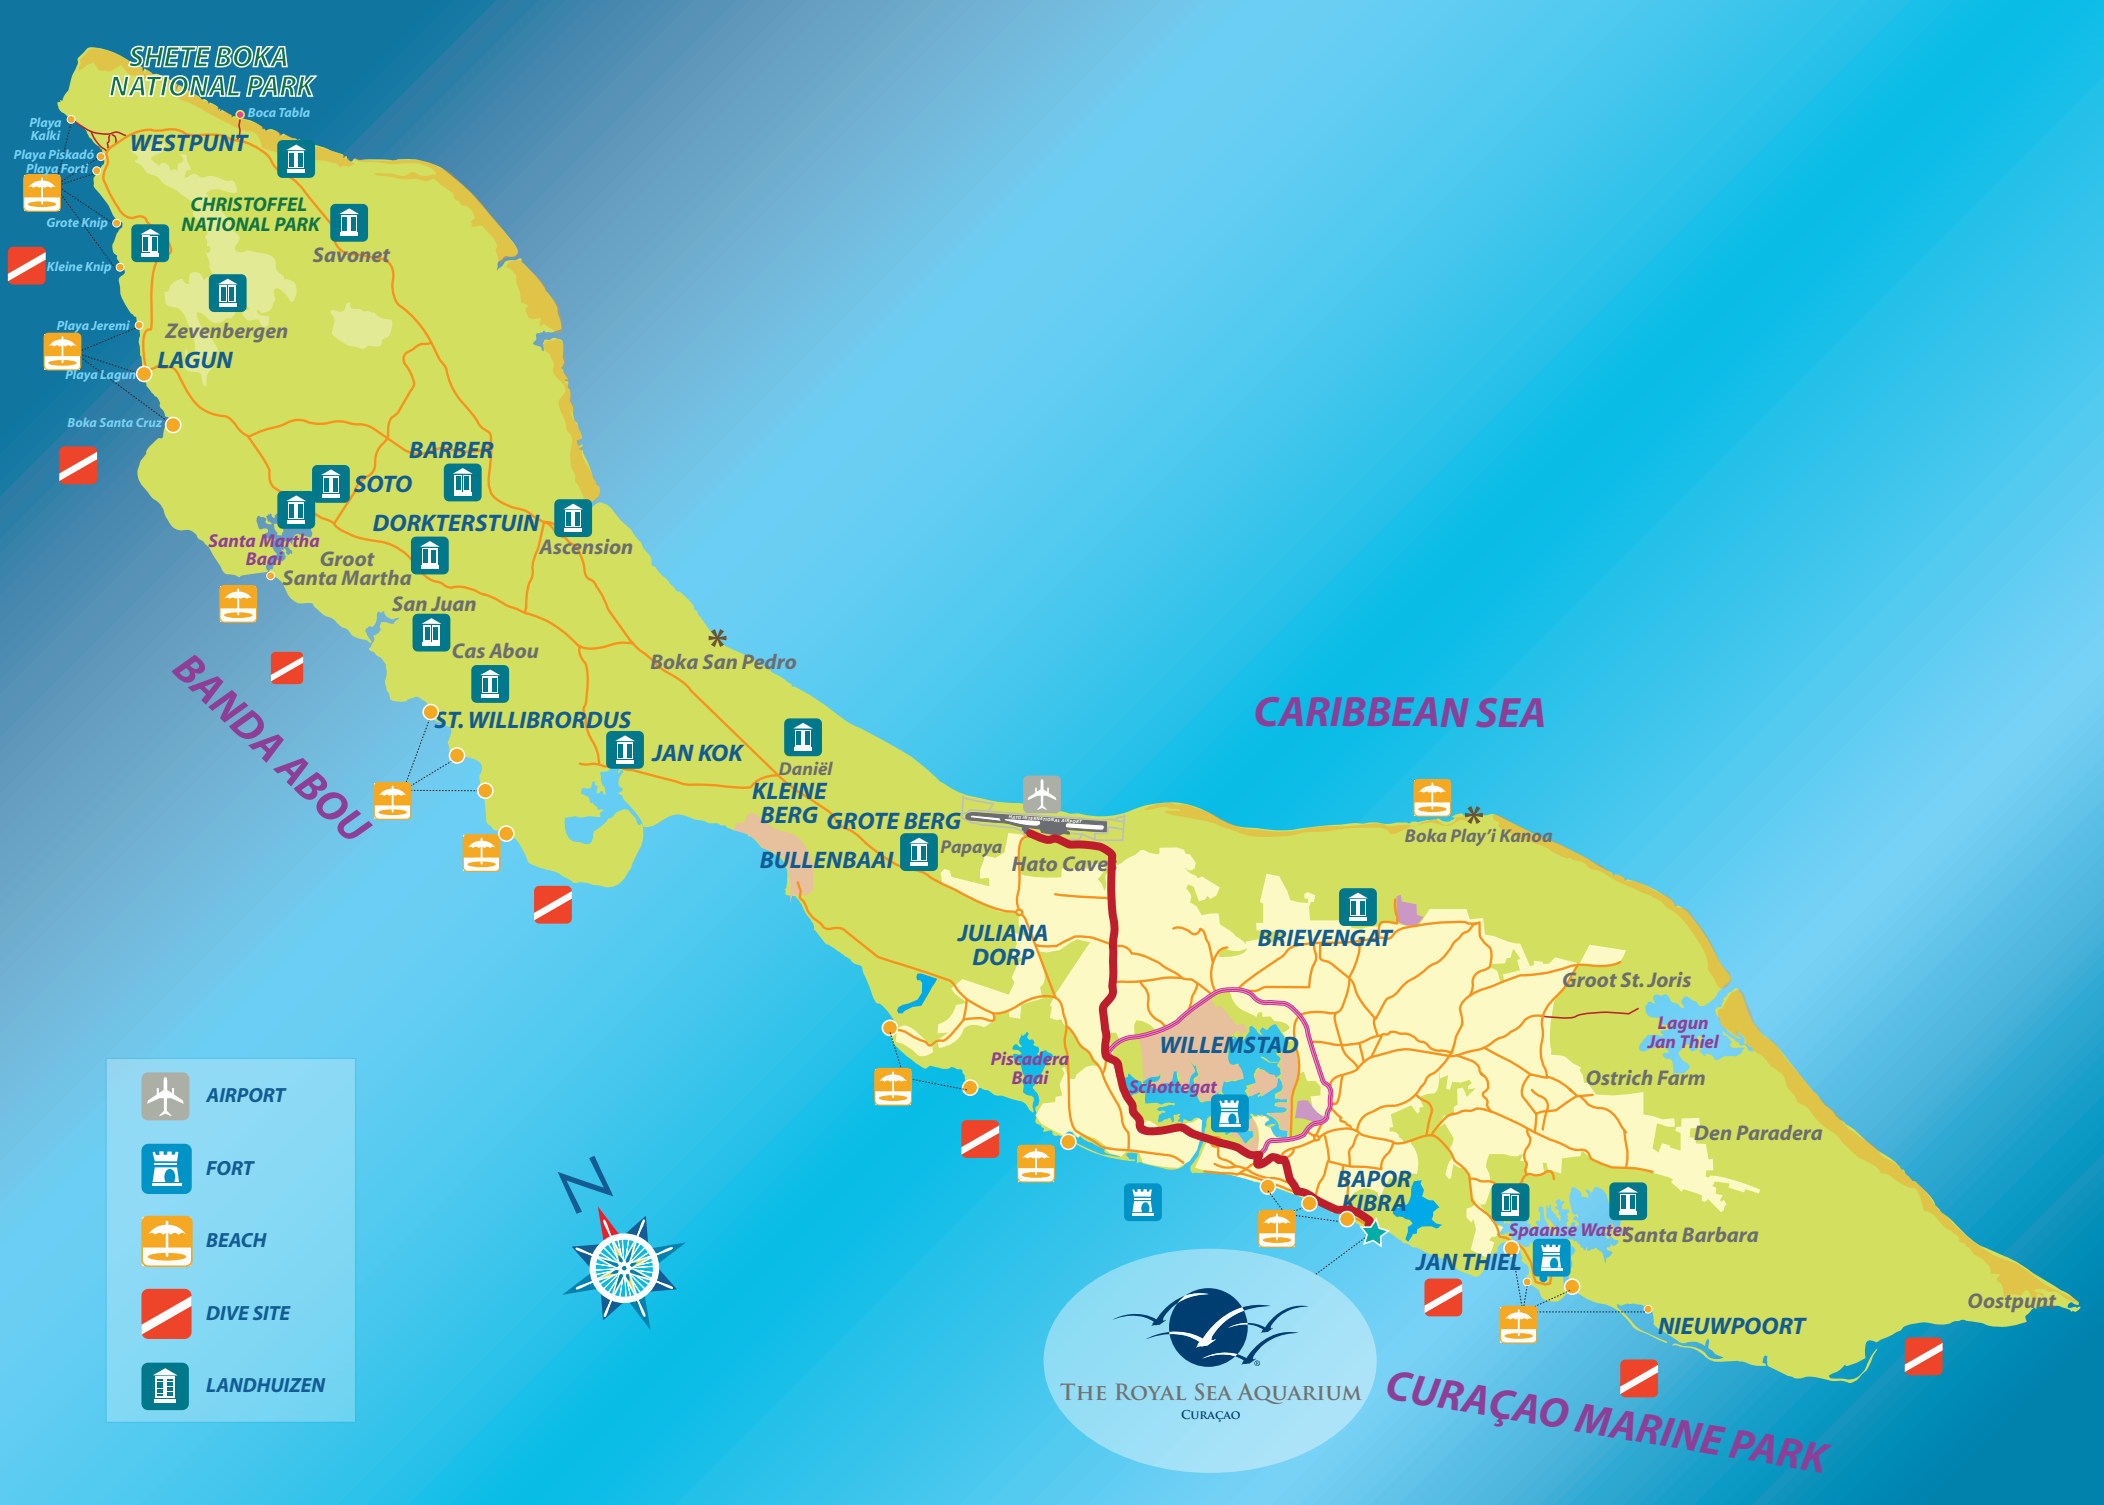 SHETE BOKA
NATIONAL PARK
Boca Tabla
Playa
Kalki
WESTPUNT
Playa Piskadó
Playa Forti
CHRISTOFFEL
NATIONAL PARK
Grote Knip
Savonet
Kleine Knip
Playa Jeremi
Zevenbergen
LAGUN
Playa Lagun
Boka Santa Cruz
BARBER
SOTO
DORKTERSTUIN
Santa Martha
Baai
Groot
Santa Martha
Ascension
San Juan
Cas Abou
Boka San Pedro
BANDA ABOU
ST. WILLIBRORDUS
JAN KOK
Daniël
KLEINE
BERG
GROTE BERG
BULLENBAAI
Papaya
HATO INTERNATIONAL AIRPORT
Hato Cave
CARIBBEAN SEA
Boka Play'i Kanoa
JULIANA
DORP
BRIEVENGAT
Groot St. Joris
Lagun
Jan Thiel
WILLEMSTAD
Piscadera
Baai
Schottegat
Ostrich Farm
Den Paradera
BAPOR
KIBRA
Spaanse Water
Santa Barbara
JAN THIEL
Oostpunt
NIEUWPOORT
CURAÇAO MARINE PARK
N
AIRPORT
FORT
BEACH
DIVE SITE
LANDHUIZEN
®
THE ROYAL SEA AQUARIUM
CURAÇAO